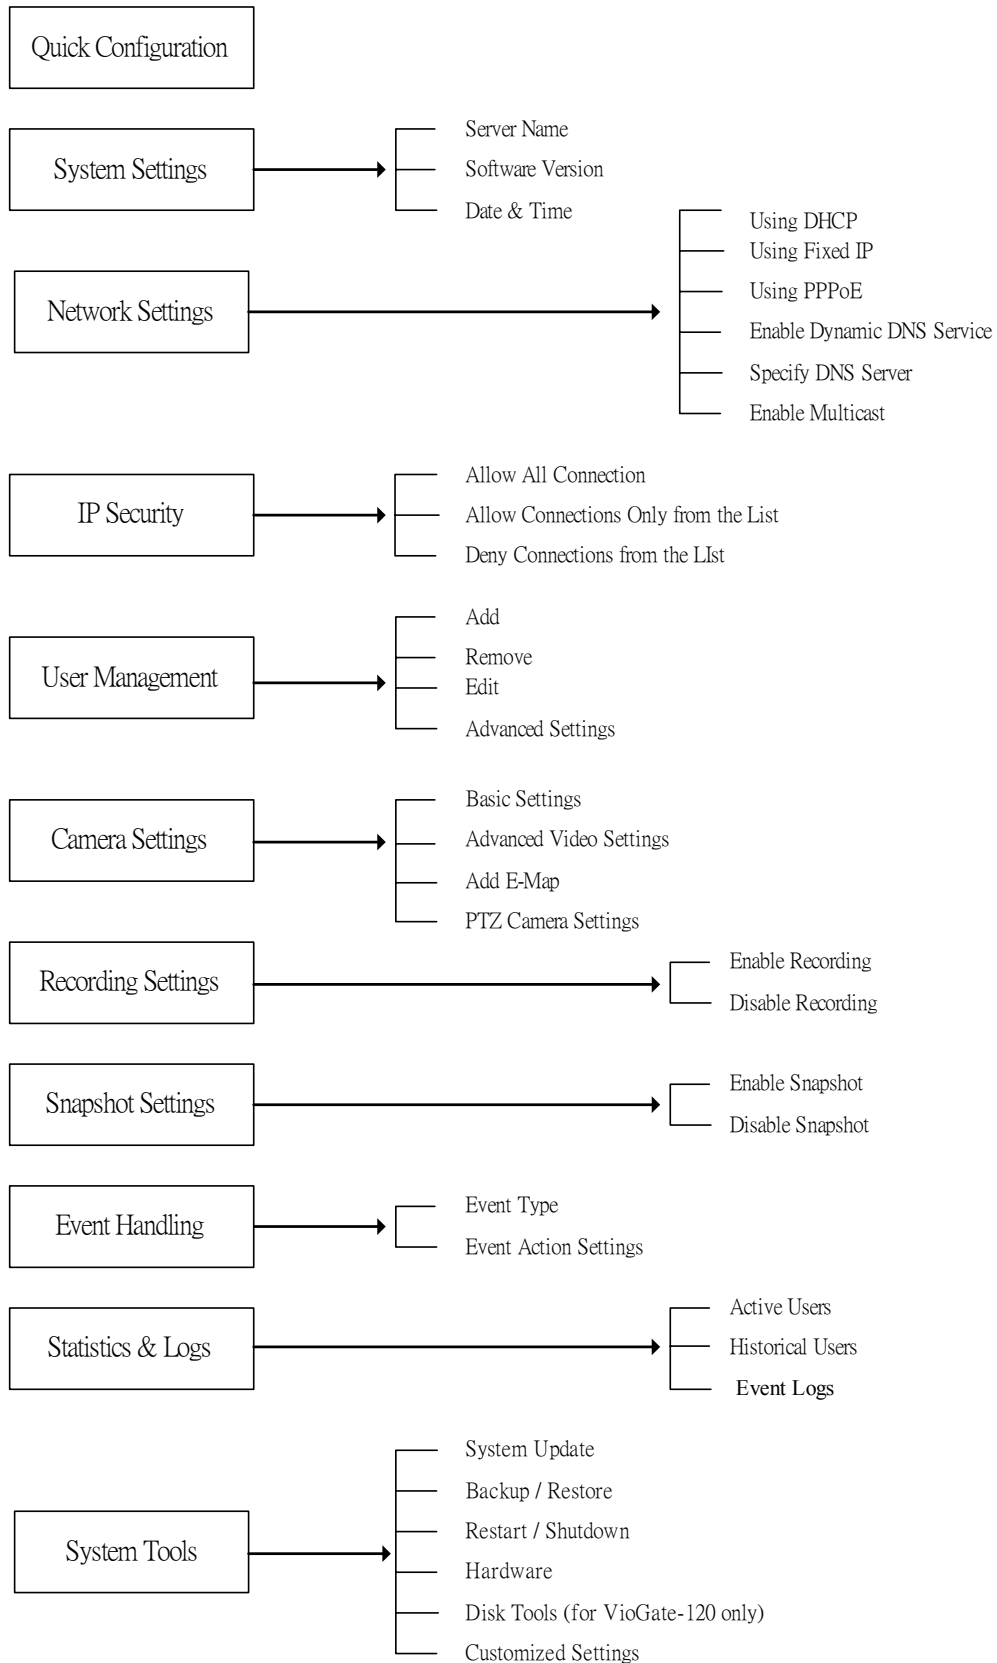 Quick Configuration
System Settings
Server Name
Software Version
Date & Time
Network Settings
Using DHCP
Using Fixed IP
Using PPPoE
Enable Dynamic DNS Service
Specify DNS Server
Enable Multicast
IP Security
Allow All Connection
Allow Connections Only from the List
Deny Connections from the LIst
User Management
Add
Remove
Edit
Advanced Settings
Camera Settings
Basic Settings
Advanced Video Settings
Add E-Map
PTZ Camera Settings
Recording Settings
Enable Recording
Disable Recording
Snapshot Settings
Enable Snapshot
Disable Snapshot
Event Handling
Event Type
Event Action Settings
Statistics & Logs
Active Users
Historical Users
Event Logs
System Tools
System Update
Backup / Restore
Restart / Shutdown
Hardware
Disk Tools (for VioGate-120 only)
Customized Settings